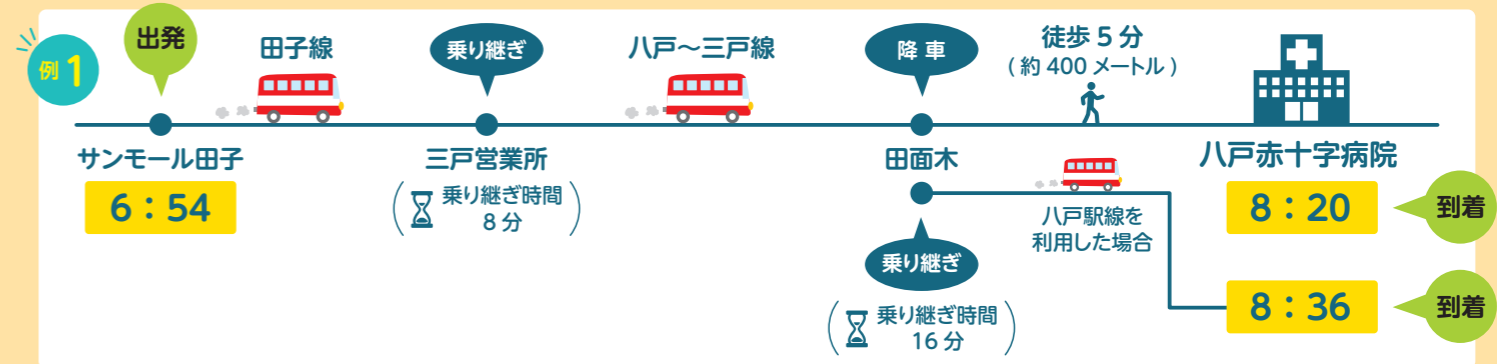 例1
出発
田子線
乗り継ぎ
八戸〜三戸線
降車
徒歩5分
(約400メートル)
サンモール田子
6:54
三戸営業所
乗り継ぎ時間
8分
田面木
八戸赤十字病院
8:20
到着
八戸駅線を
利用した場合
乗り継ぎ
乗り継ぎ時間
16分
8:36
到着